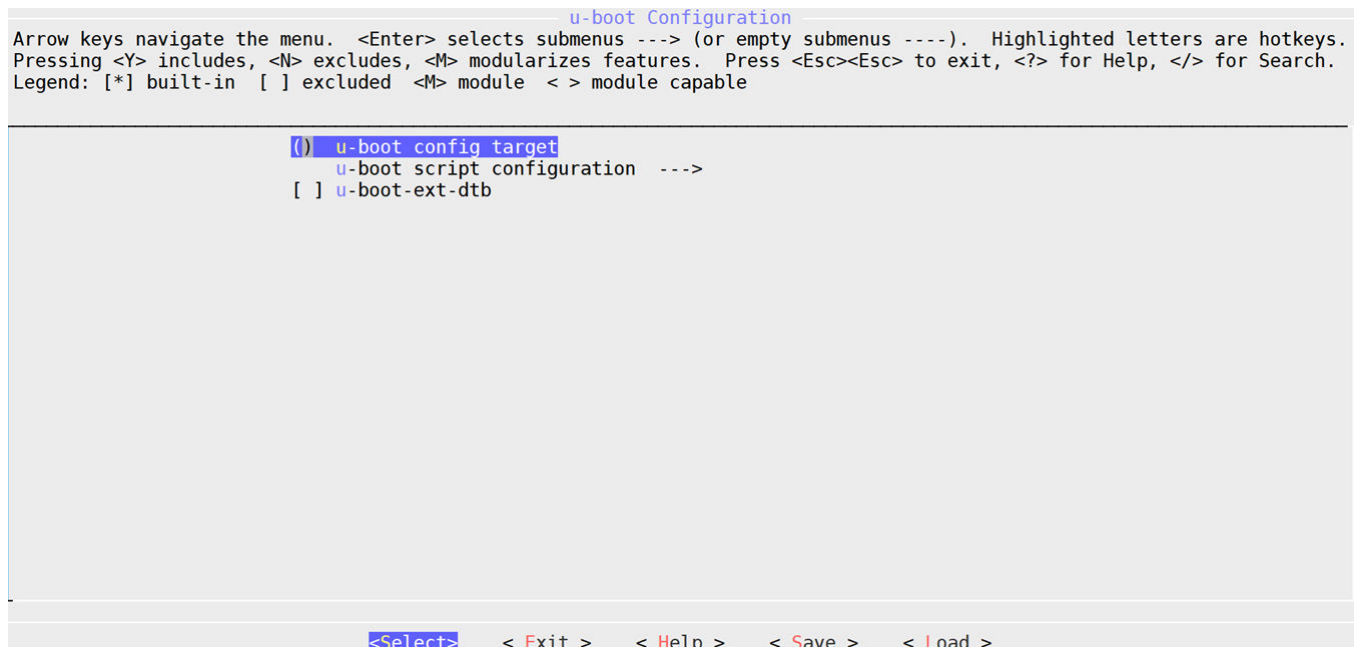 u-boot Configuration
Arrow keys navigate the menu.  <Enter> selects submenus ---> (or empty submenus ----).  Highlighted letters are hotkeys.
Pressing <Y> includes, <N> excludes, <M> modularizes features.  Press <Esc><Esc> to exit, <?> for Help, </> for Search.
Legend: [*] built-in  [ ] excluded  <M> module  < > module capable
()  u-boot config target
u-boot script configuration  --->
[ ] u-boot-ext-dtb
<Select>    < Exit >    < Help >    < Save >    < Load >